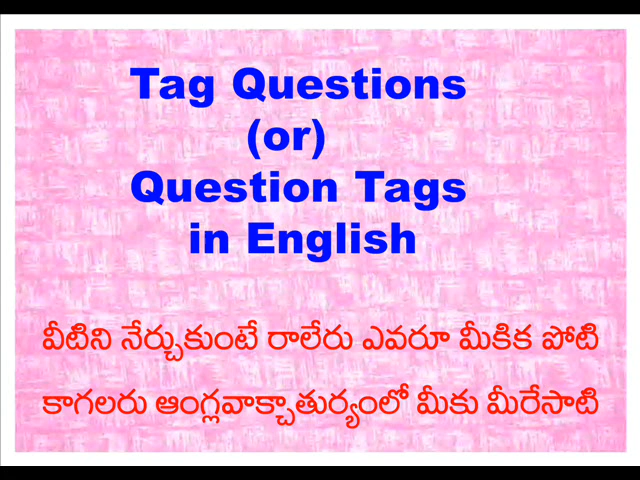 Tag Questions
(or)
Question Tags
in English
వీటిని నేర్చుకుంటే రాలేరు ఎవరూ మీకిక పోటి
కాగలరు ఆంగ్లవాక్చాతుర్యంలో మీకు మీరేసాటి